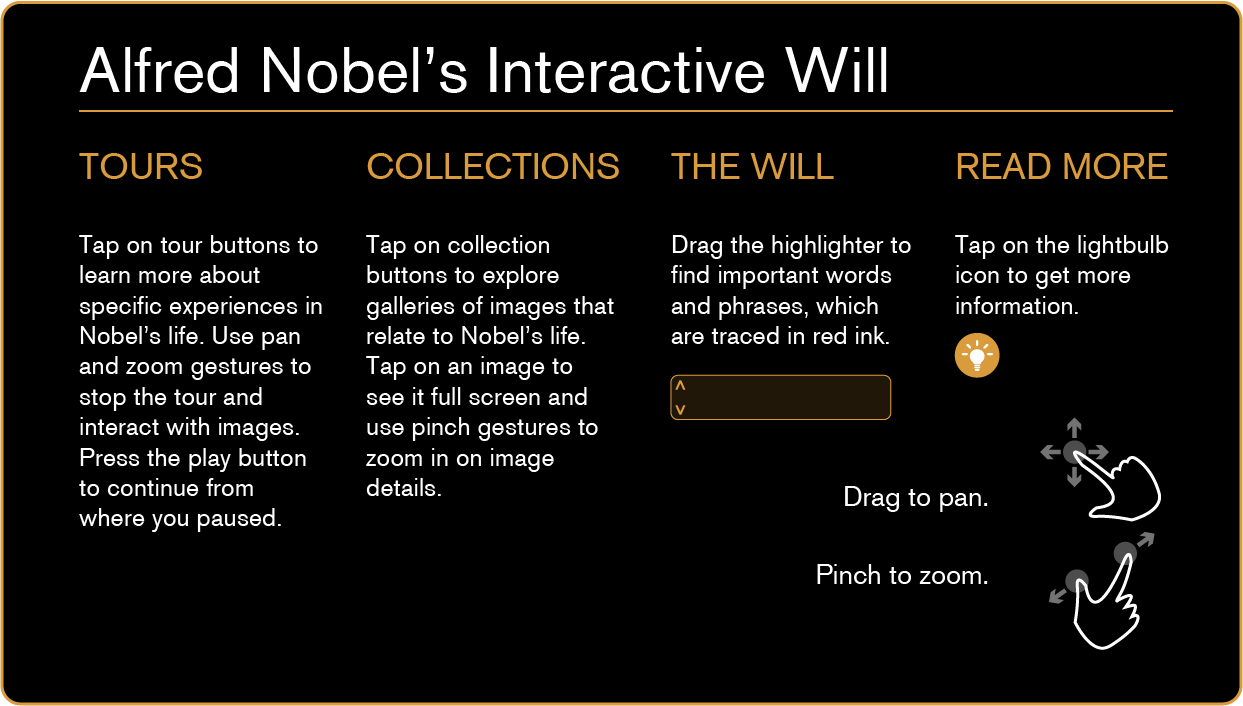 Alfred Nobel’s Interactive Will
TOURS
Tap on tour buttons to
learn more about
specific experiences in
Nobel’s life. Use pan
and zoom gestures to
stop the tour and
interact with images.
Press the play button
to continue from
where you paused.
COLLECTIONS
Tap on collection
buttons to explore
galleries of images that
relate to Nobel’s life.
Tap on an image to
see it full screen and
use pinch gestures to
zoom in on image
details.
THE WILL
Drag the highlighter to
find important words
and phrases, which
are traced in red ink.
READ MORE
Tap on the lightbulb
icon to get more
information.
Drag to pan.
Pinch to zoom.